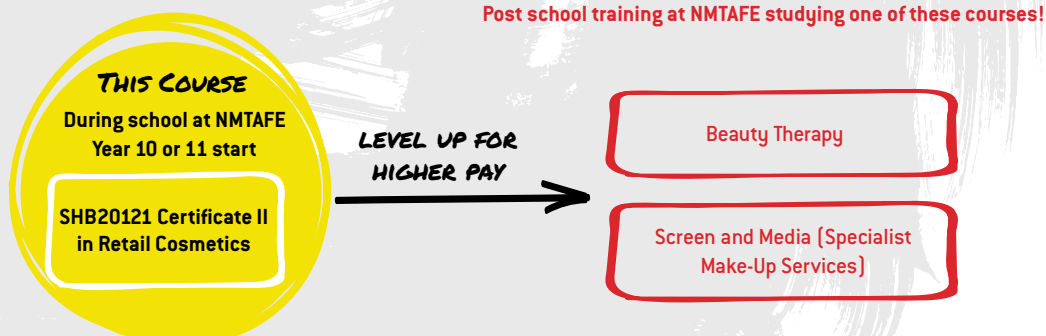 Post school training at NMTAFE studying one of these courses!
This Course
During school at NMTAFE
Year 10 or 11 start
SHB20121 Certificate II
in Retail Cosmetics
LEVEL UP FOR
HIGHER PAY
Beauty Therapy
Screen and Media (Specialist
Make-Up Services)